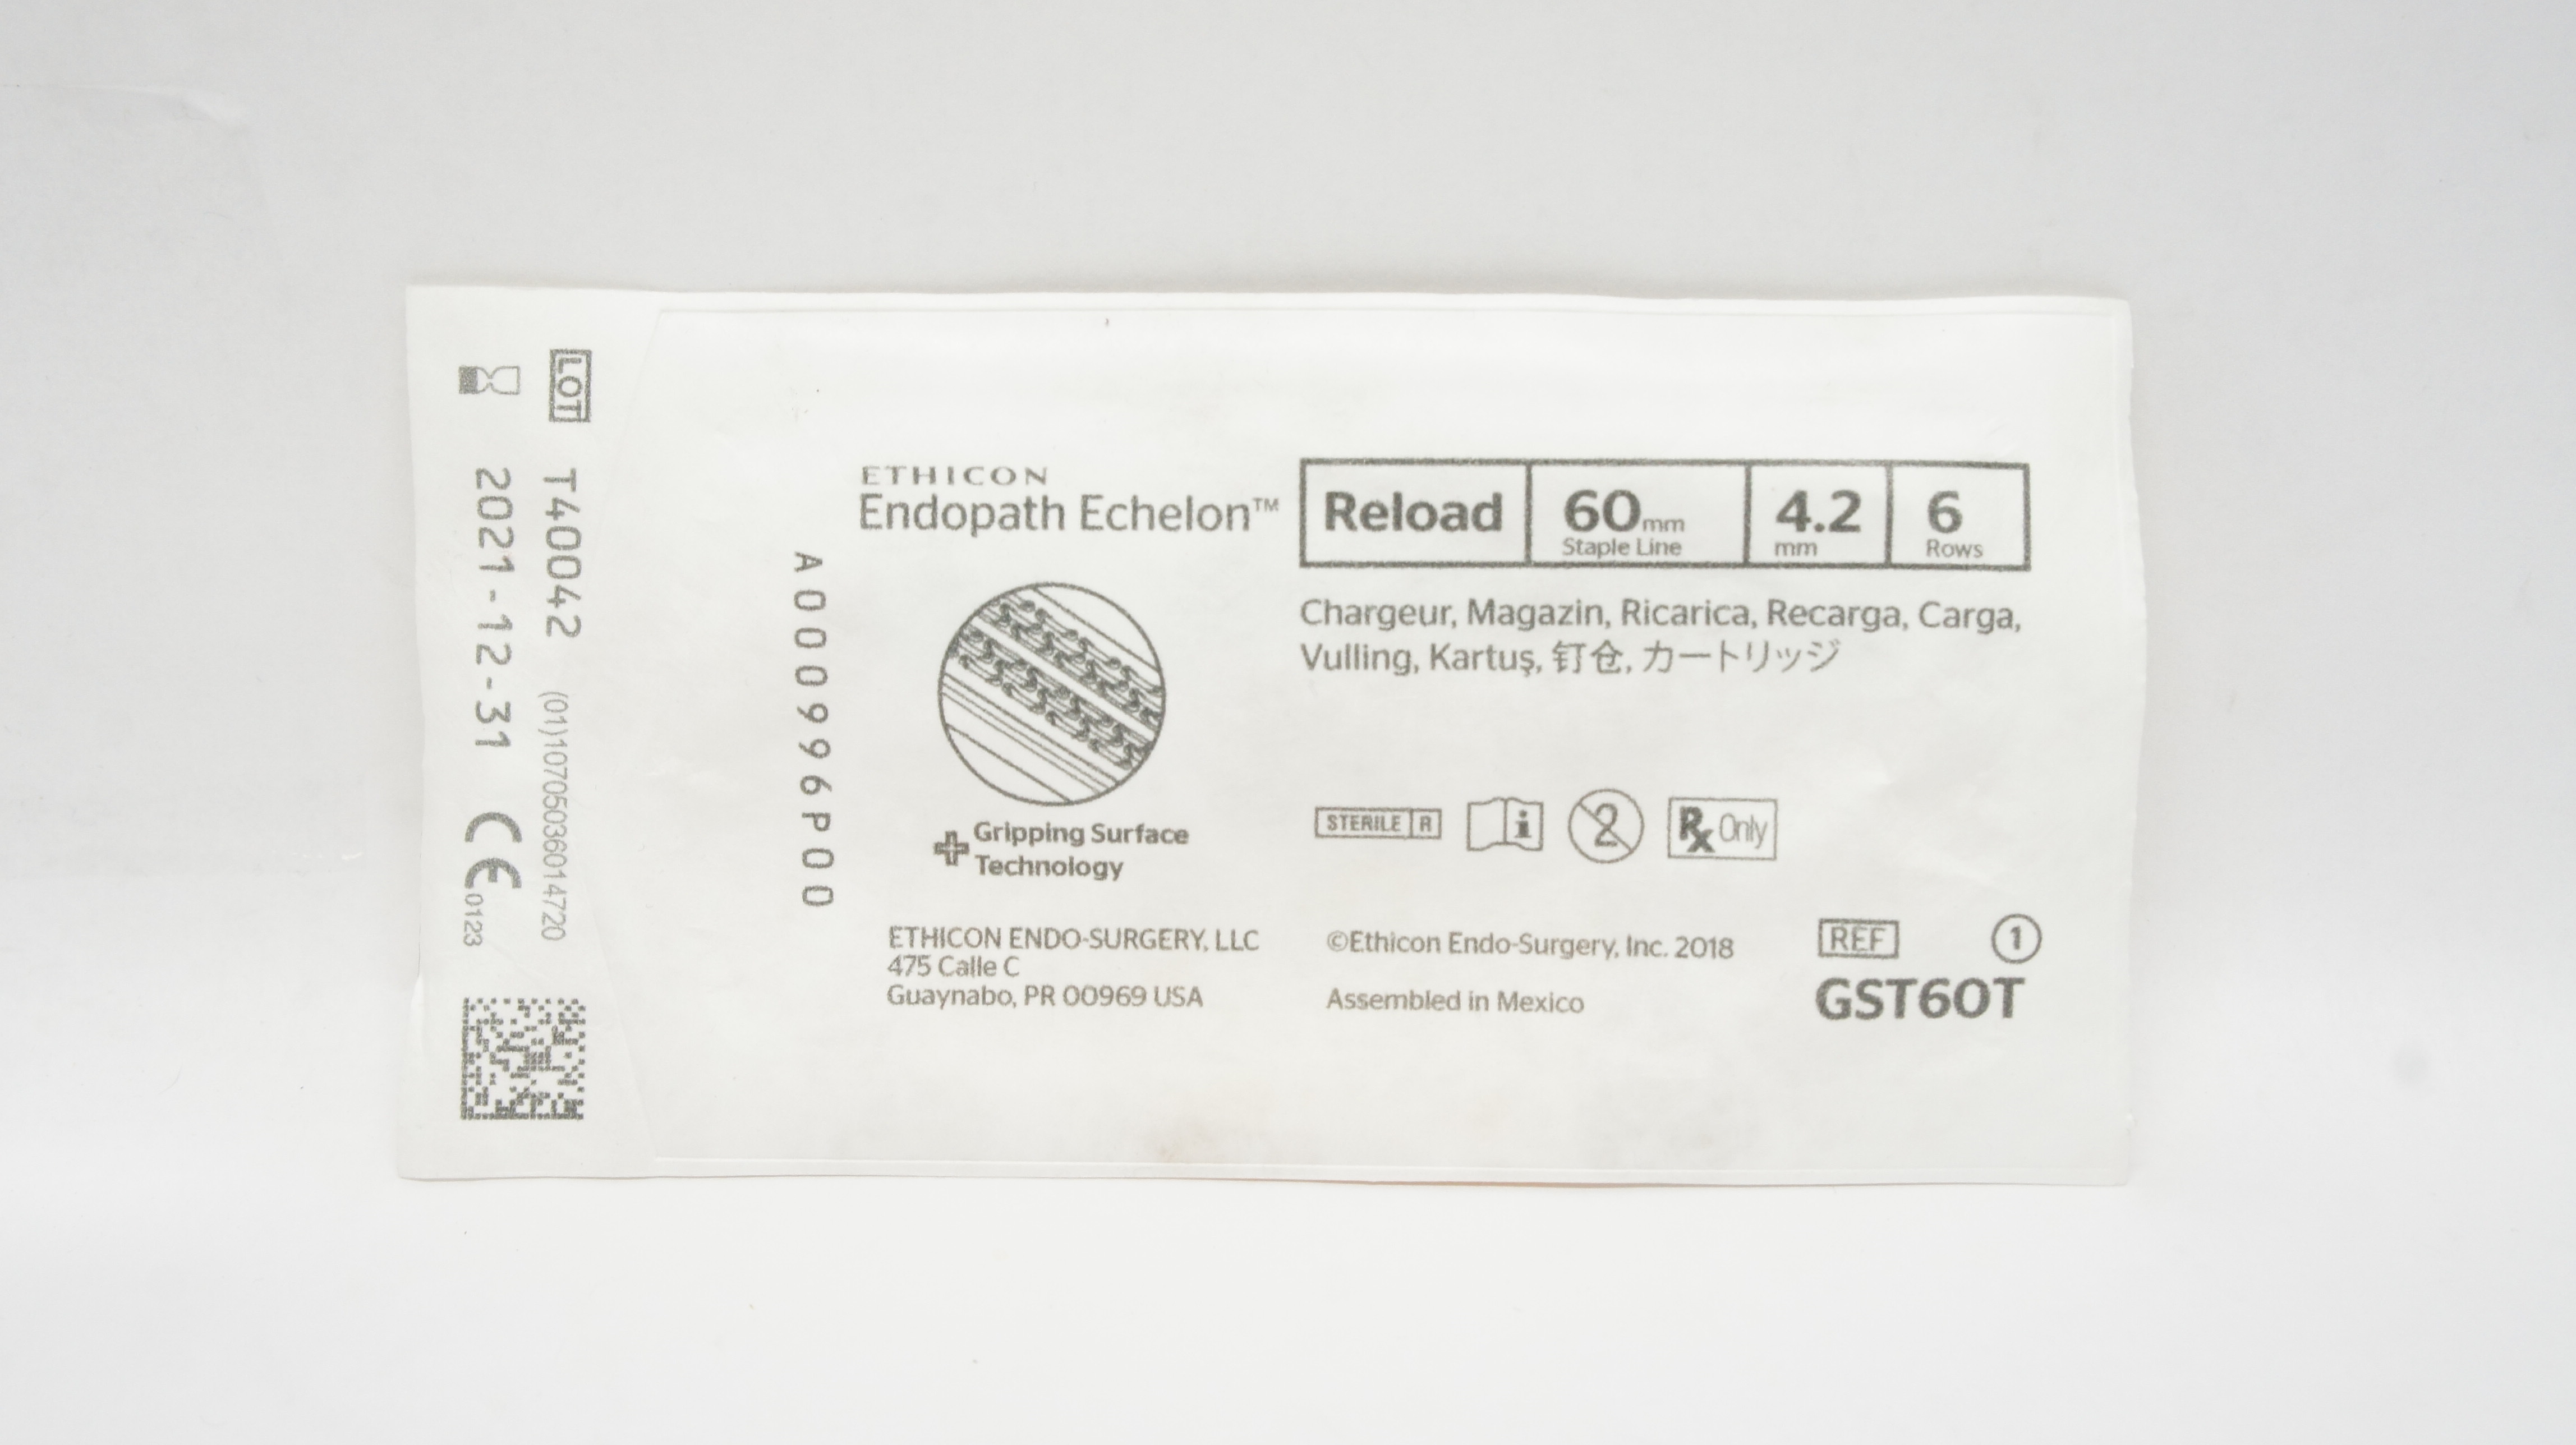 LOT T40042 (01)10705036014720
2021-12-31 CE 0123
A000996P00
ETHICON
Endopath Echelon™
Reload
60 mm
Staple Line
4.2
mm
6
Rows
Chargeur, Magazin, Ricarica, Recarga, Carga,
Vulling, Kartuş, 钉仓, カートリッジ
Gripping Surface
Technology
STERILE R
i
2
Rx Only
ETHICON ENDO-SURGERY, LLC
475 Calle C
Guaynabo, PR 00969 USA
©Ethicon Endo-Surgery, Inc. 2018
Assembled in Mexico
REF
1
GST60T